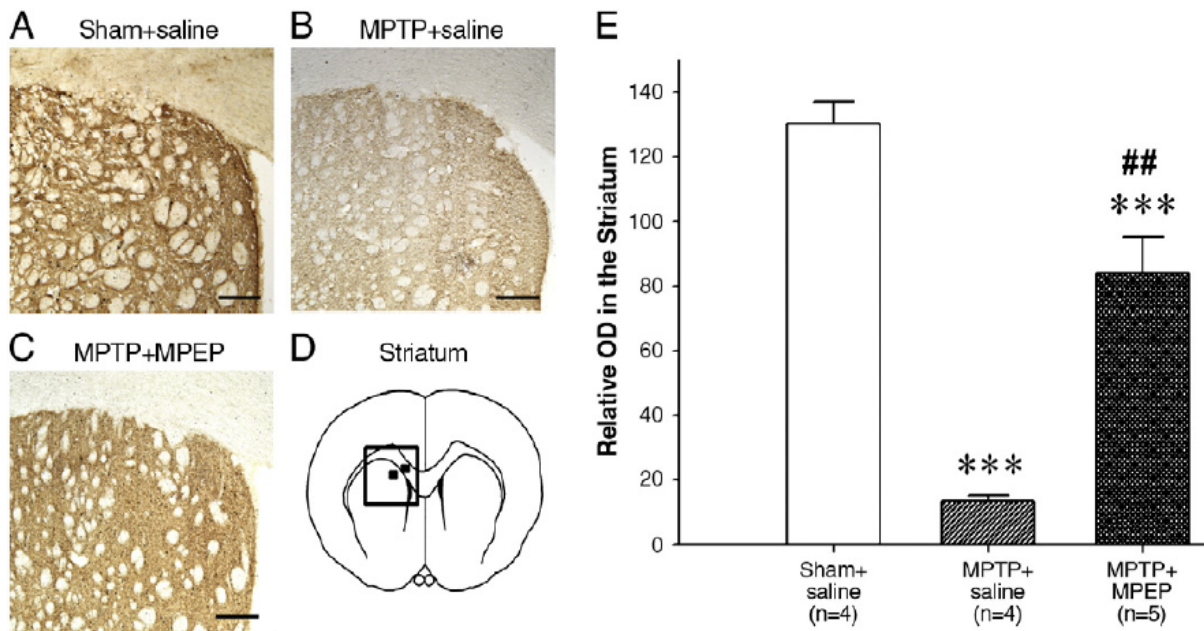 A
Sham+saline
B
MPTP+saline
C
MPTP+MPEP
D
Striatum
E
Relative OD in the Striatum
140
120
100
80
60
40
20
0
***
##
***
Sham+
saline
(n=4)
MPTP+
saline
(n=4)
MPTP+
MPEP
(n=5)